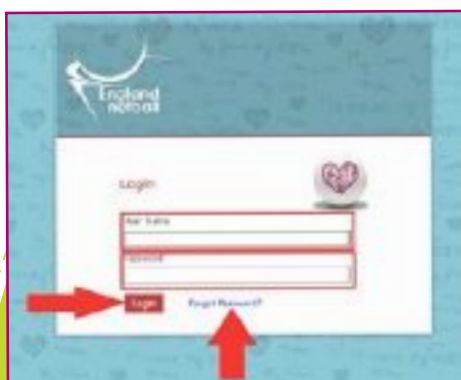 England
netball
Login
User Name
Password
Login
Forgot Password?